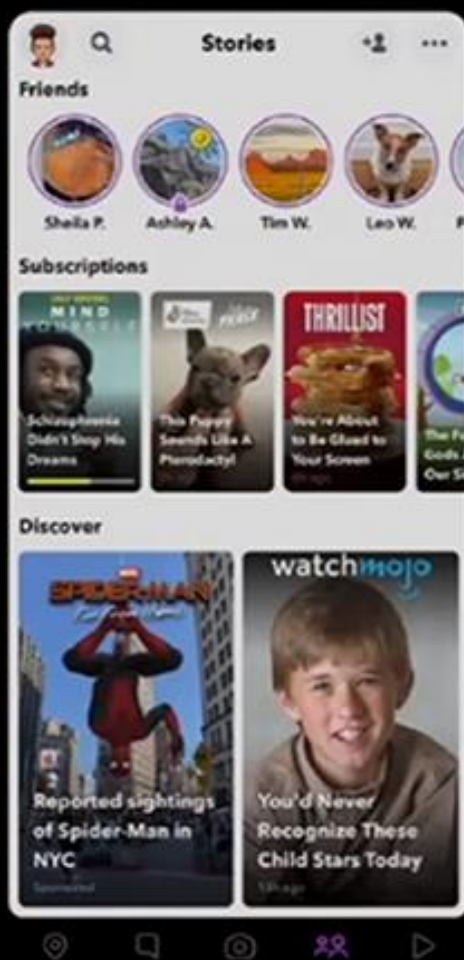 Stories
Friends
Sheila P.
Ashley A.
Tim W.
Leo W.
Subscriptions
MIND
YOURSELF
Schizophrenia
Didn't Stop His
Dreams
This Puppy
Sounds Like A
Pterodactyl
THRILLIST
You're About
to Be Glued to
Your Screen
The Fu
Gods
Our S
Discover
SPIDER-MAN
Reported sightings
of Spider-Man in
NYC
Sponsored
watchmojo
You'd Never
Recognize These
Child Stars Today